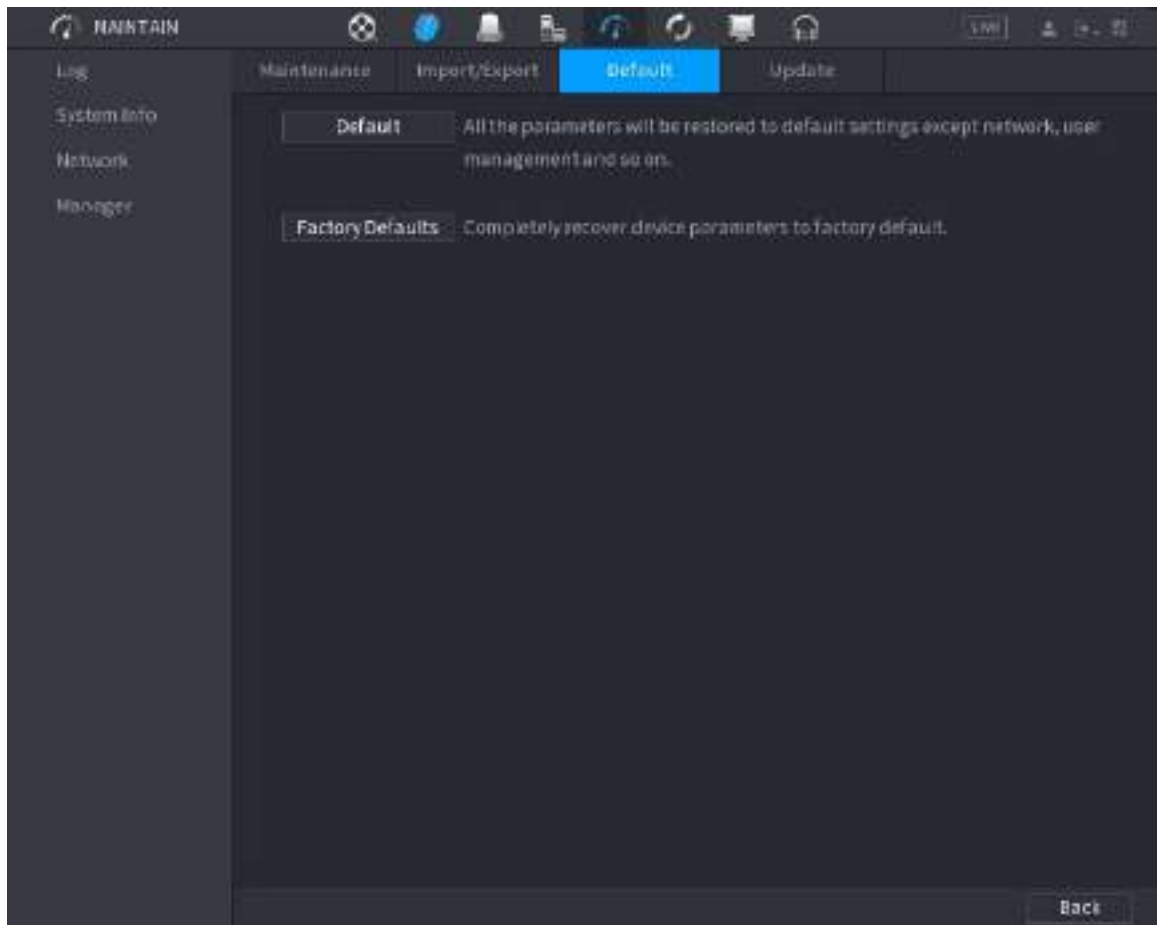 NAINTAIN
LIVE
Log
Maintenance
Import/Export
Default
Update
System Info
Default
All the parameters will be restored to default settings except network, user
management and so on.
Network
Manager
Factory Defaults
Completely recover device parameters to factory default.
Back